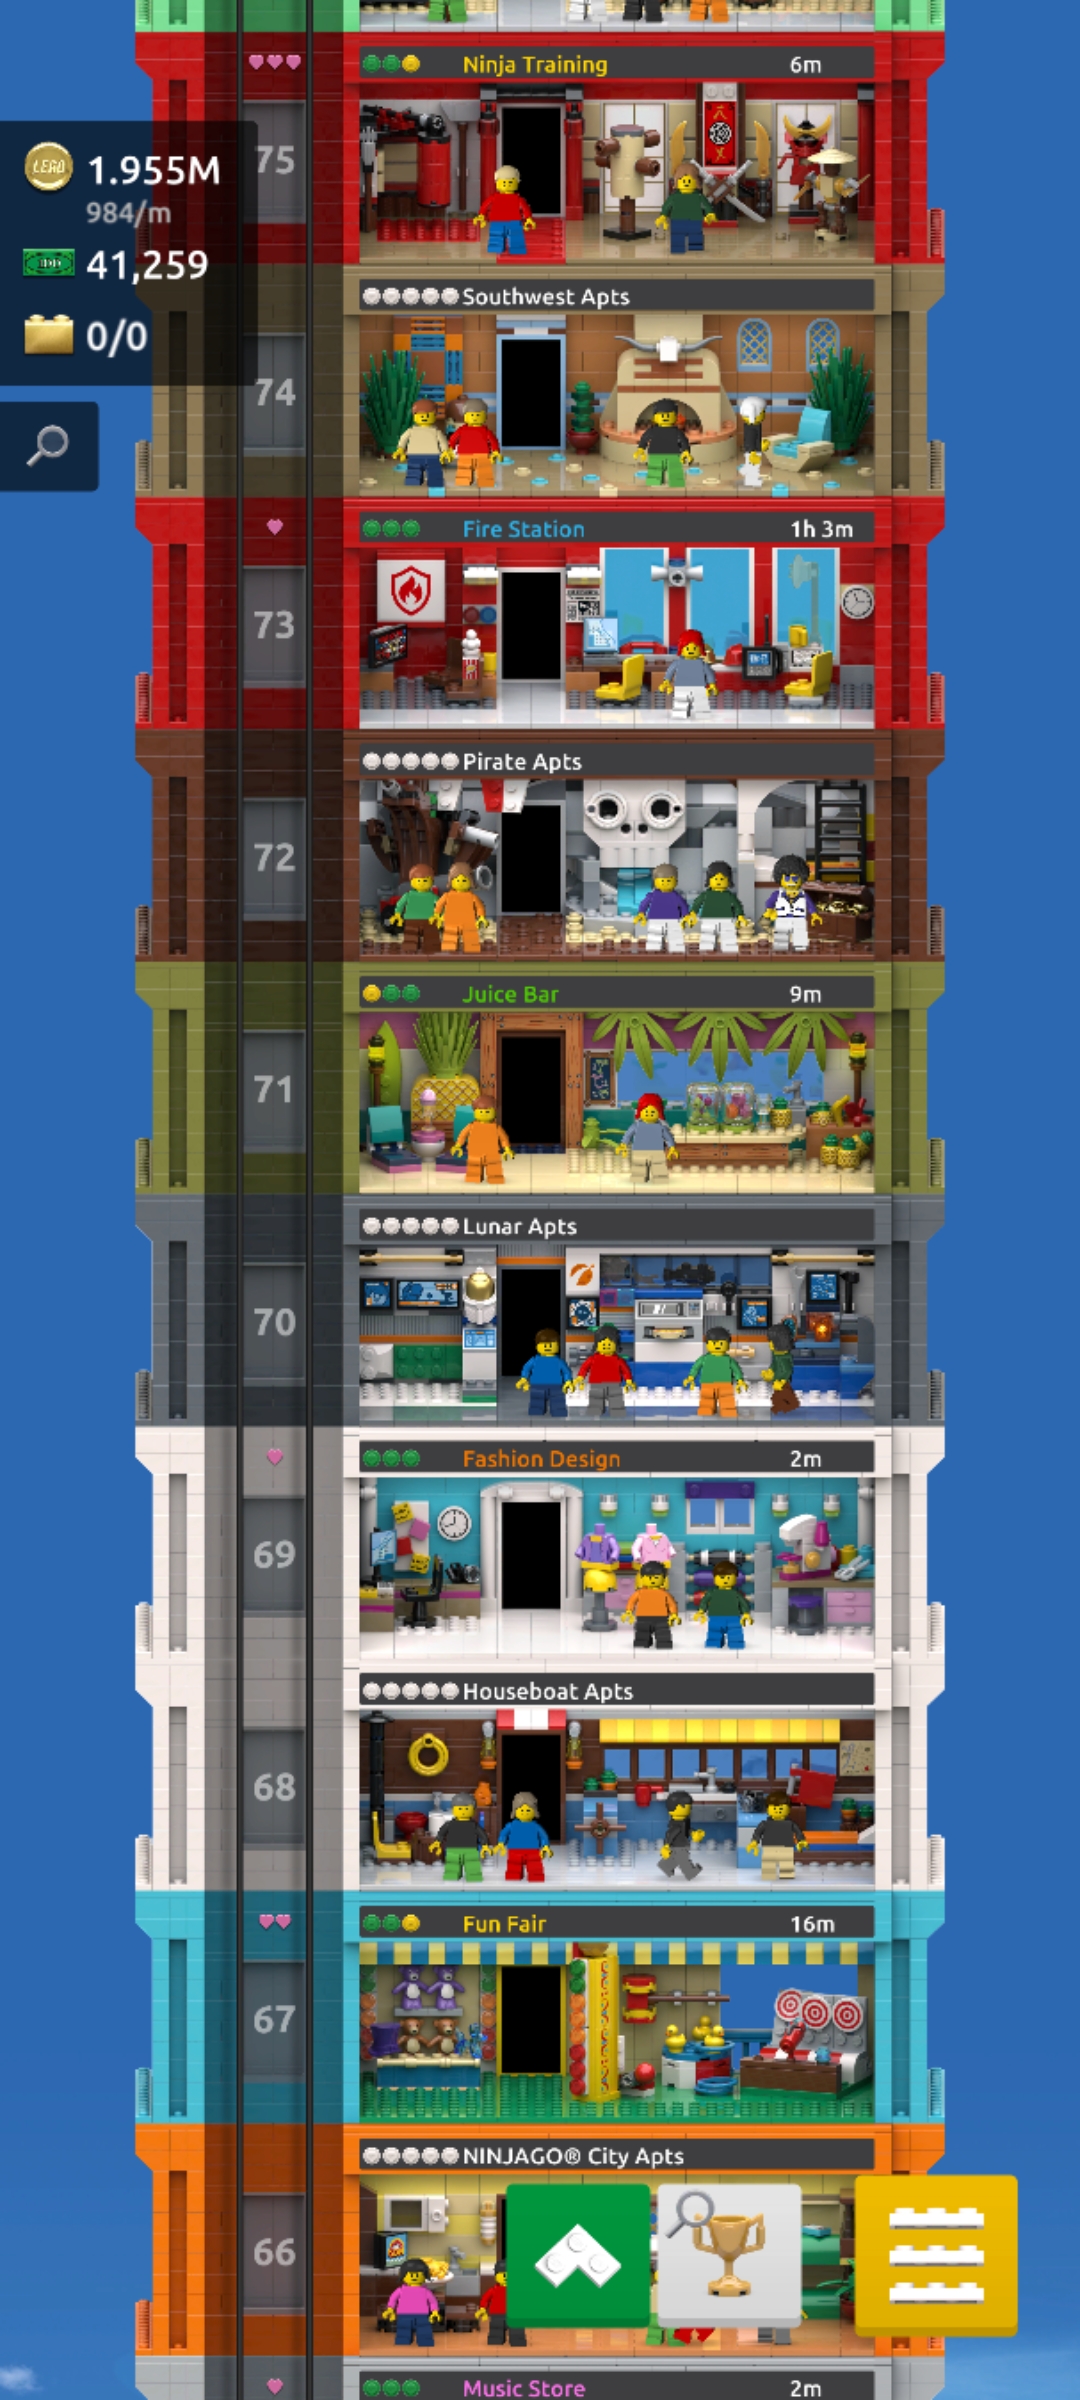 Ninja Training 6m
75
LEGO 1.955M
984/m
41,259
0/0
Southwest Apts
74
Fire Station 1h 3m
73
Pirate Apts
72
Juice Bar 9m
71
Lunar Apts
70
Fashion Design 2m
69
Houseboat Apts
68
Fun Fair 16m
67
NINJAGO® City Apts
66
Music Store 2m